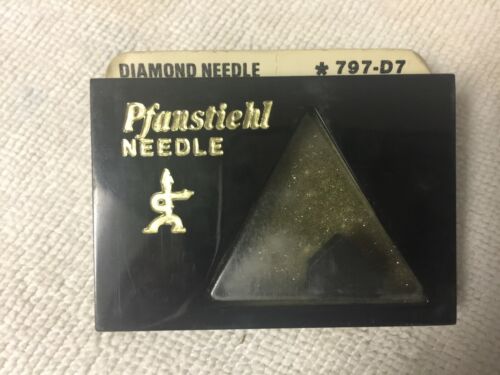 DIAMOND NEEDLE * 797-D7
Pfanstiehl
NEEDLE